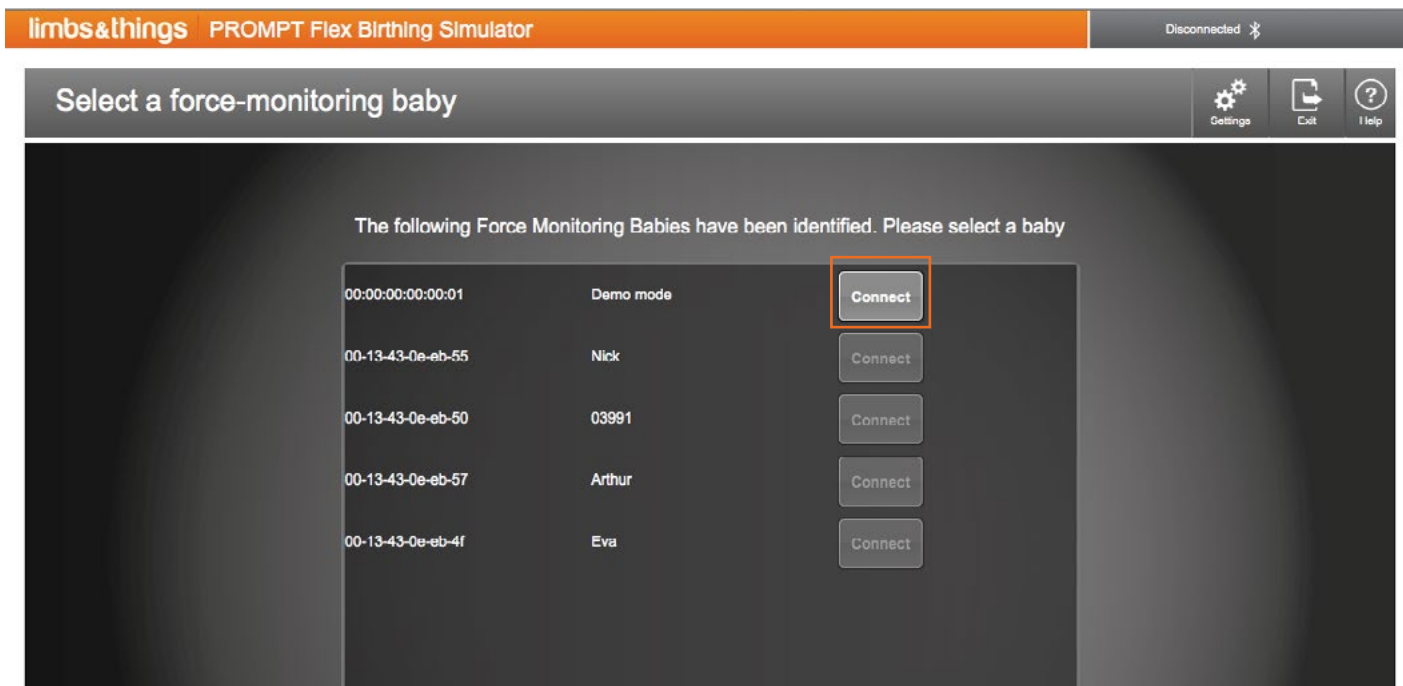 limbs&things PROMPT Flex Birthing Simulator
Disconnected
Select a force-monitoring baby
Settings
Exit
Help
The following Force Monitoring Babies have been identified. Please select a baby
00:00:00:00:00:01 Demo mode Connect
00-13-43-0e-eb-55 Nick Connect
00-13-43-0e-eb-50 03991 Connect
00-13-43-0e-eb-57 Arthur Connect
00-13-43-0e-eb-4f Eva Connect